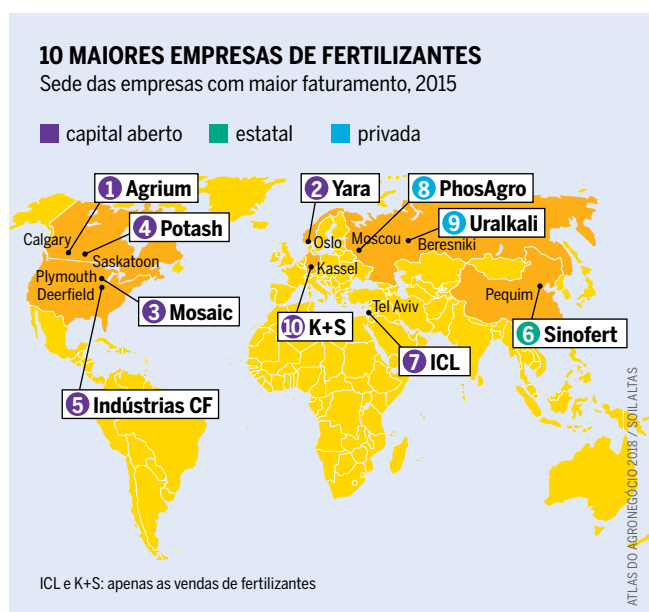 10 MAIORES EMPRESAS DE FERTILIZANTES
Sede das empresas com maior faturamento, 2015
capital aberto
estatal
privada
1 Agrium
2 Yara
8 PhosAgro
4 Potash
9 Uralkali
Calgary
Saskatoon
Oslo
Moscou
Beresniki
Plymouth
Deerfield
Kassel
3 Mosaic
10 K+S
Tel Aviv
Pequim
6 Sinofert
7 ICL
5 Indústrias CF
ICL e K+S: apenas as vendas de fertilizantes
ATLAS DO AGRONEGÓCIO 2018 / SOIL ALTAS